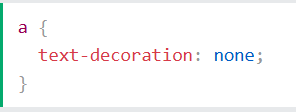 a {
  text-decoration: none;
}